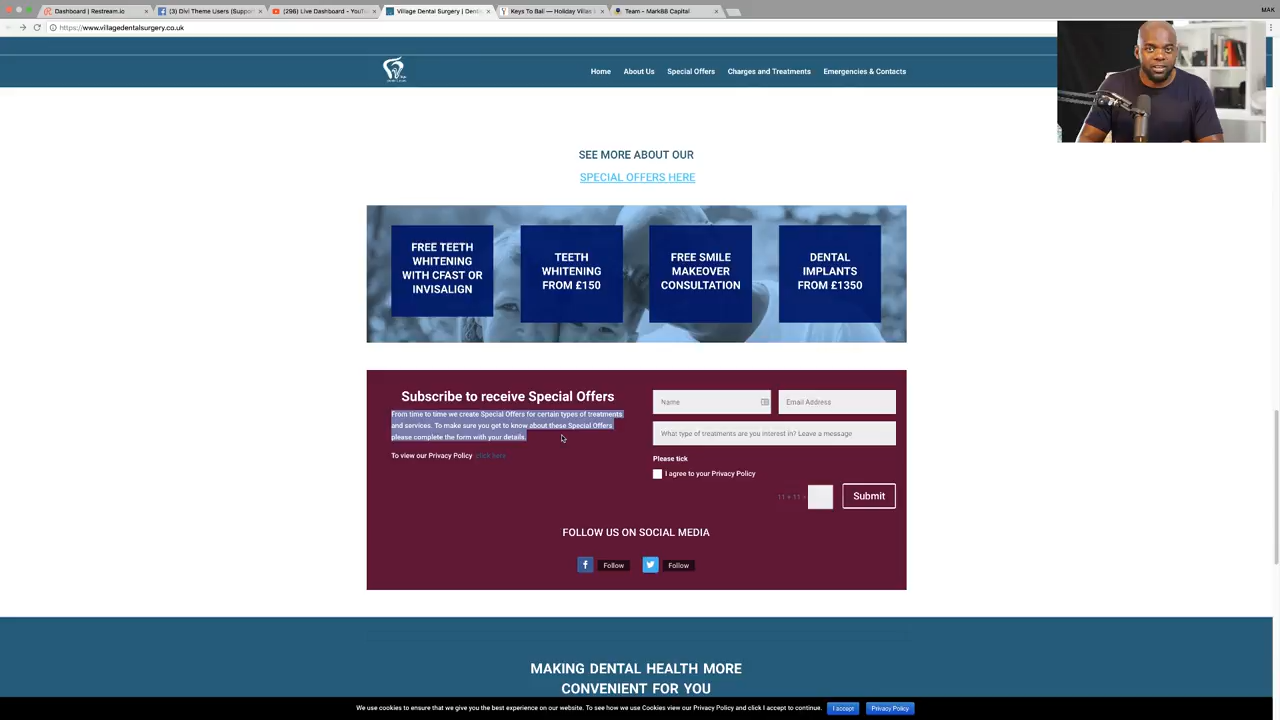 MAK
Dashboard | Restream.io
(3) Divi Theme Users (Suppor
(296) Live Dashboard - YouT
Village Dental Surgery | Dent
Keys To Bali — Holiday Villas
Team - Mark88 Capital
https://www.villagedentalsurgery.co.uk
Home
About Us
Special Offers
Charges and Treatments
Emergencies & Contacts
SEE MORE ABOUT OUR
SPECIAL OFFERS HERE
FREE TEETH
WHITENING
WITH CFAST OR
INVISALIGN
TEETH
WHITENING
FROM £150
FREE SMILE
MAKEOVER
CONSULTATION
DENTAL
IMPLANTS
FROM £1350
Subscribe to receive Special Offers
From time to time we create Special Offers for certain types of treatments
and services. To make sure you get to know about these Special Offers
please complete the form with your details.
To view our Privacy Policy click here
Name
Email Address
What type of treatments are you interest in? Leave a message
Please tick
I agree to your Privacy Policy
11 + 11 =
Submit
FOLLOW US ON SOCIAL MEDIA
Follow
Follow
MAKING DENTAL HEALTH MORE
CONVENIENT FOR YOU
We use cookies to ensure that we give you the best experience on our website. To see how we use Cookies view our Privacy Policy and click I accept to continue.
I accept
Privacy Policy